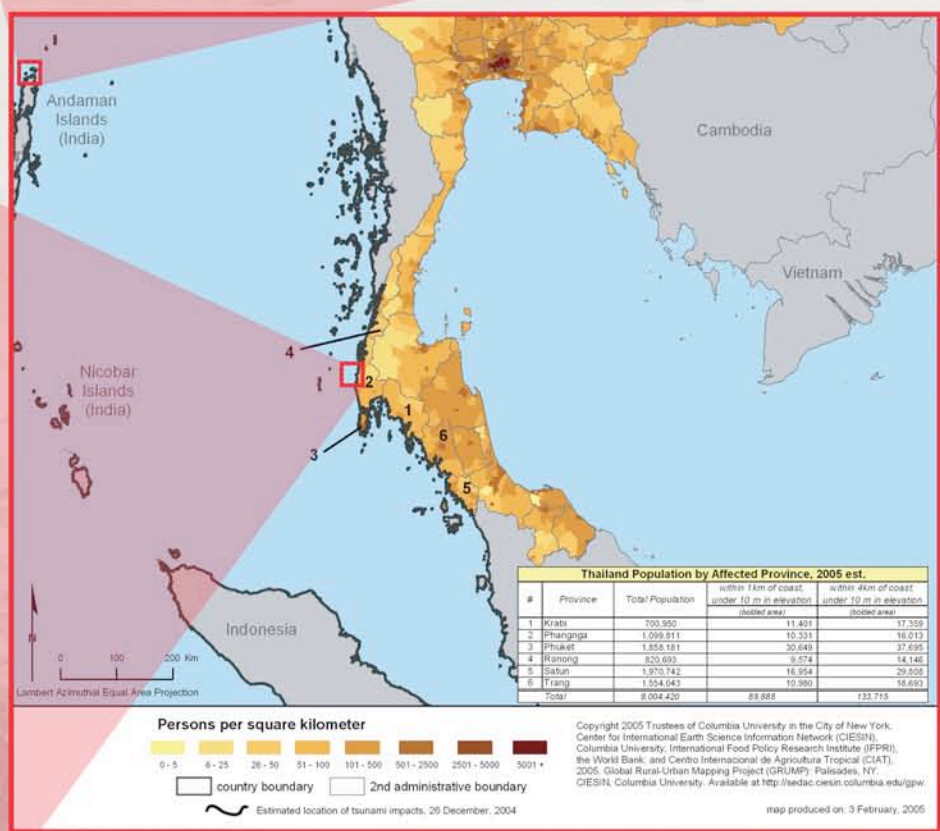 Andaman
Islands
(India)
Cambodia
Vietnam
4
Nicobar
Islands
(India)
2
1
6
3
5
p
Indonesia
N
0 100 200 Km
Lambert Azimuthal Equal Area Projection
Thailand Population by Affected Province, 2005 est.
# Province Total Population within 1km of coast, under 10 m in elevation (bolded area) within 4km of coast, under 10 m in elevation (bolded area)
1 Krabi 700,950 11,401 17,359
2 Phangnga 1,099,811 10,331 16,013
3 Phuket 1,858,181 30,649 37,695
4 Ranong 820,693 9,574 14,146
5 Satun 1,970,742 16,954 29,808
6 Trang 1,554,043 10,980 18,693
Total 8,004,420 89,888 133,715
Persons per square kilometer
0 - 5 6 - 25 26 - 50 51 - 100 101 - 500 501 - 2500 2501 - 5000 5001 +
country boundary 2nd administrative boundary
Estimated location of tsunami impacts, 26 December, 2004
Copyright 2005 Trustees of Columbia University in the City of New York,
Center for International Earth Science Information Network (CIESIN),
Columbia University; International Food Policy Research Institute (IFPRI),
the World Bank; and Centro Internacional de Agricultura Tropical (CIAT),
2005. Global Rural-Urban Mapping Project (GRUMP): Palisades, NY.
CIESIN, Columbia University. Available at http://sedac.ciesin.columbia.edu/gpw.
map produced on: 3 February, 2005